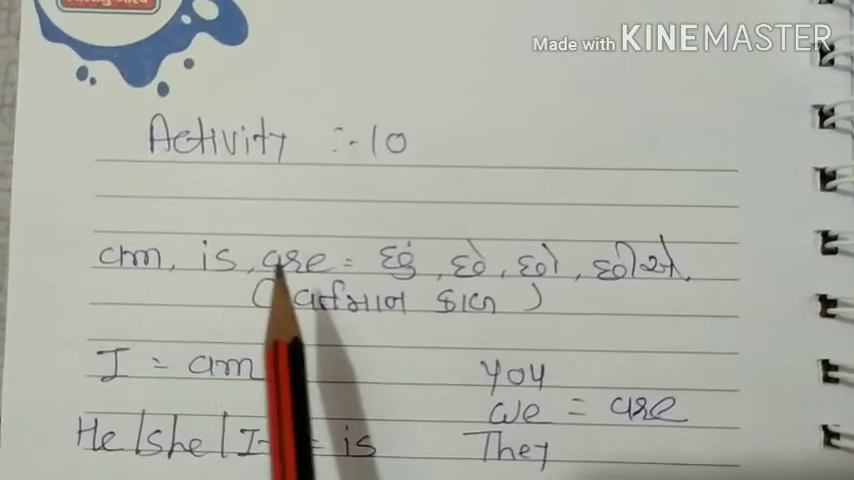 Made with KINEMASTER
Activity :- 10
am, is, are = છું, છે, છો, છીએ.
(વર્તમાન કાળ)
I = am
You
we = are
They
He/she/It = is